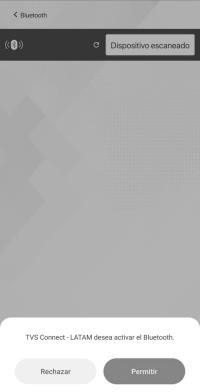 Bluetooth
Dispositivo escaneado
TVS Connect - LATAM desea activar el Bluetooth.
Rechazar
Permitir